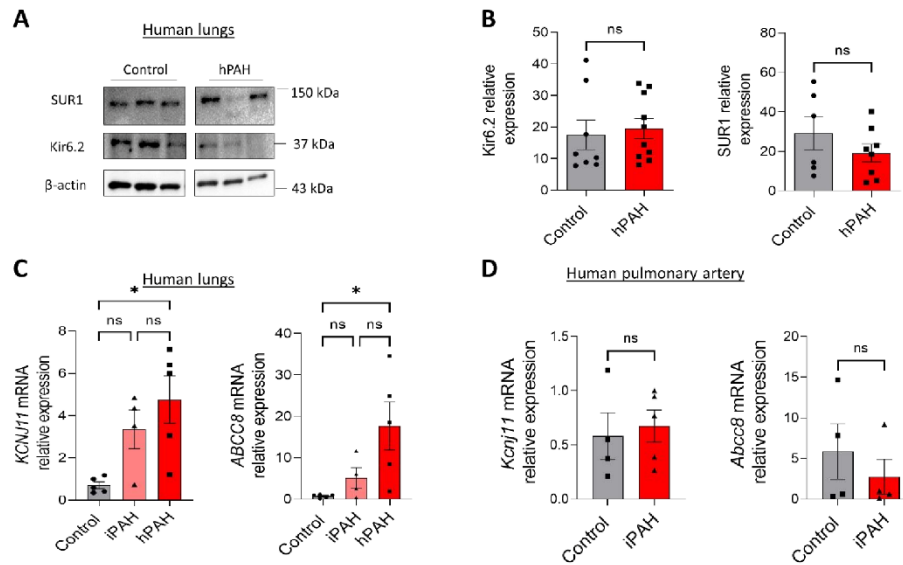 A
Human lungs
Control
hPAH
SUR1
150 kDa
Kir6.2
37 kDa
β-actin
43 kDa
B
ns
Kir6.2 relative
expression
50
40
30
20
10
0
Control
hPAH
ns
SUR1 relative
expression
80
60
40
20
0
Control
hPAH
C
Human lungs
*
ns
ns
KCNJ11 mRNA
relative expression
8
6
4
2
0
Control
iPAH
hPAH
*
ns
ns
ABCC8 mRNA
relative expression
40
30
20
10
0
Control
iPAH
hPAH
D
Human pulmonary artery
ns
Kcnj11 mRNA
relative expression
1.5
1.0
0.5
0.0
Control
iPAH
ns
Abcc8 mRNA
relative expression
20
15
10
5
0
Control
iPAH